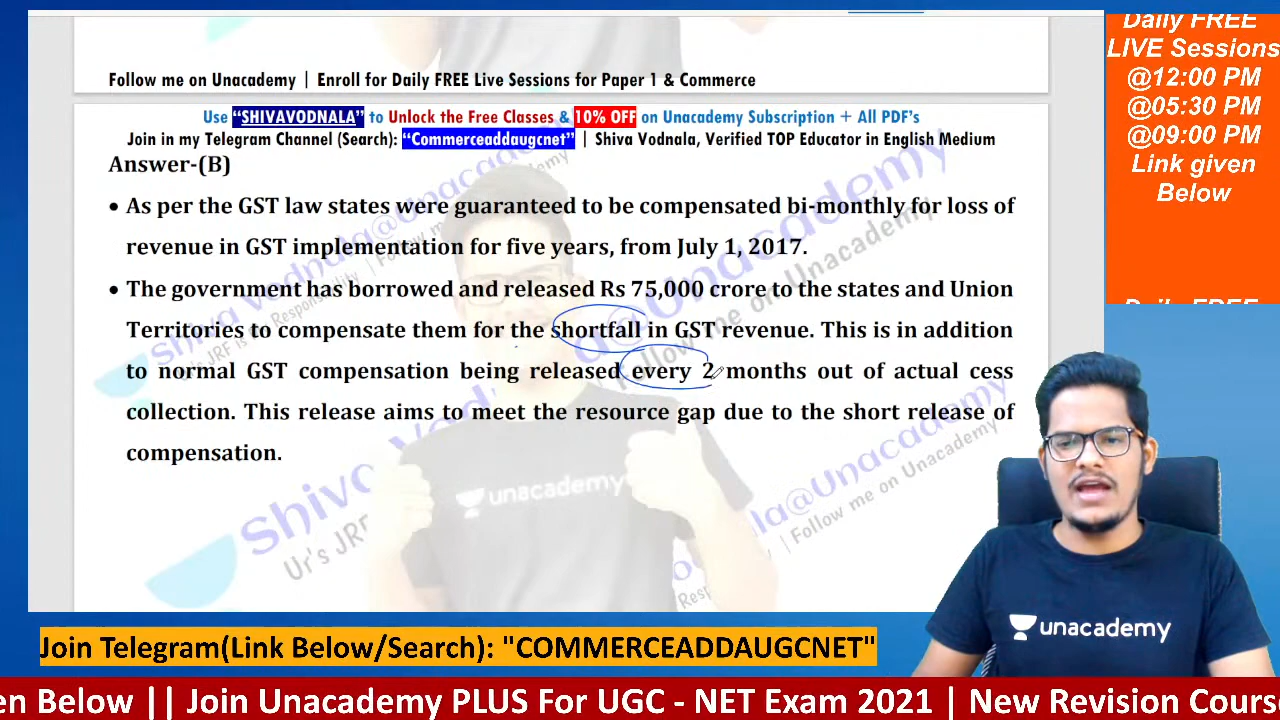 Follow me on Unacademy | Enroll for Daily FREE Live Sessions for Paper 1 & Commerce
Use “SHIVAVODNALA” to Unlock the Free Classes & 10% OFF on Unacademy Subscription + All PDF’s
Join in my Telegram Channel (Search): “Commerceaddaugcnet” | Shiva Vodnala, Verified TOP Educator in English Medium
Answer-(B)
• As per the GST law states were guaranteed to be compensated bi-monthly for loss of
revenue in GST implementation for five years, from July 1, 2017.
• The government has borrowed and released Rs 75,000 crore to the states and Union
Territories to compensate them for the shortfall in GST revenue. This is in addition
to normal GST compensation being released every 2 months out of actual cess
collection. This release aims to meet the resource gap due to the short release of
compensation.
Daily FREE
LIVE Sessions
@12:00 PM
@05:30 PM
@09:00 PM
Link given
Below
Daily FREE
unacademy
unacademy
Join Telegram(Link Below/Search): "COMMERCEADDAUGCNET"
en Below || Join Unacademy PLUS For UGC - NET Exam 2021 | New Revision Cours